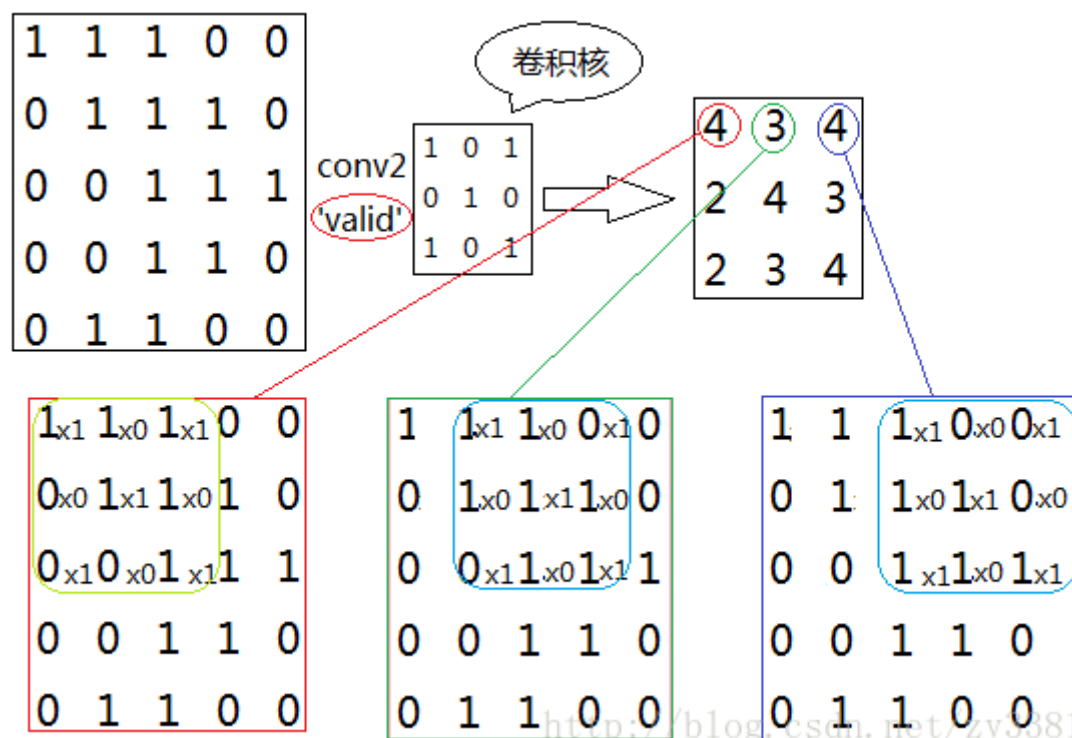 1 1 1 0 0
0 1 1 1 0
0 0 1 1 1
0 0 1 1 0
0 1 1 0 0
conv2
'valid'
卷积核
1 0 1
0 1 0
1 0 1
4 3 4
2 4 3
2 3 4
1x1 1x0 1x1 0 0
0x0 1x1 1x0 1 0
0x1 0x0 1x1 1 1
0 0 1 1 0
0 1 1 0 0
1 1x1 1x0 0x1 0
0 1x0 1x1 1x0 0
0 0x1 1x0 1x1 1
0 0 1 1 0
0 1 1 0 0
1 1 1x1 0x0 0x1
0 1 1x0 1x1 0x0
0 0 1x1 1x0 1x1
0 0 1 1 0
0 1 1 0 0
http://blog.csdn.net/zy3381